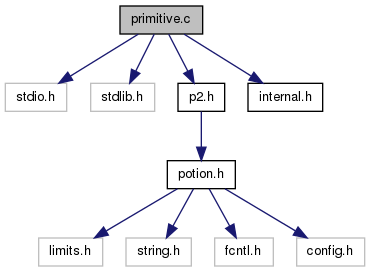 primitive.c
stdio.h
stdlib.h
p2.h
internal.h
potion.h
limits.h
string.h
fcntl.h
config.h